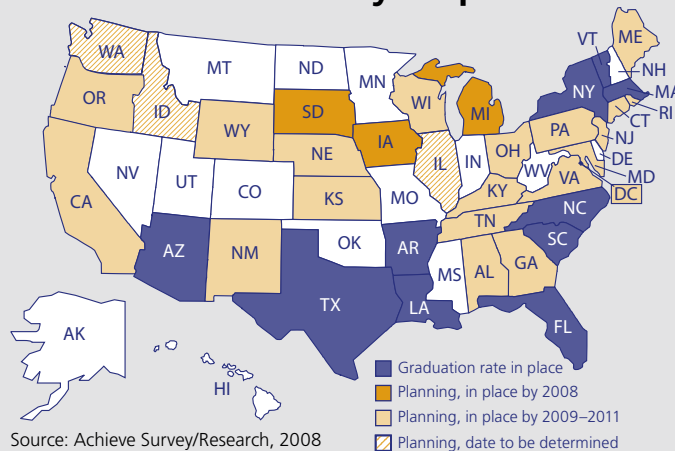 WA
MT
ND
MN
VT
ME
NH
MA
RI
CT
OR
ID
SD
WI
MI
NY
WY
IA
PA
NJ
NE
IL
IN
OH
DE
MD
DC
NV
UT
CO
KS
MO
KY
WV
VA
CA
AZ
NM
OK
AR
TN
NC
SC
TX
LA
MS
AL
GA
FL
AK
HI
Graduation rate in place
Planning, in place by 2008
Planning, in place by 2009–2011
Planning, date to be determined
Source: Achieve Survey/Research, 2008